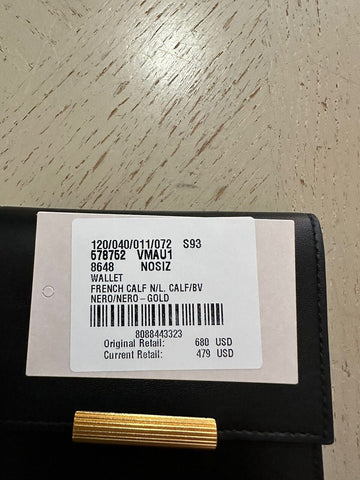 120/040/011/072 S93
678762 VMAU1
8648 NOSIZ
WALLET
FRENCH CALF N/L. CALF/BV
NERO/NERO-GOLD
8088443323
Original Retail: 680 USD
Current Retail: 479 USD